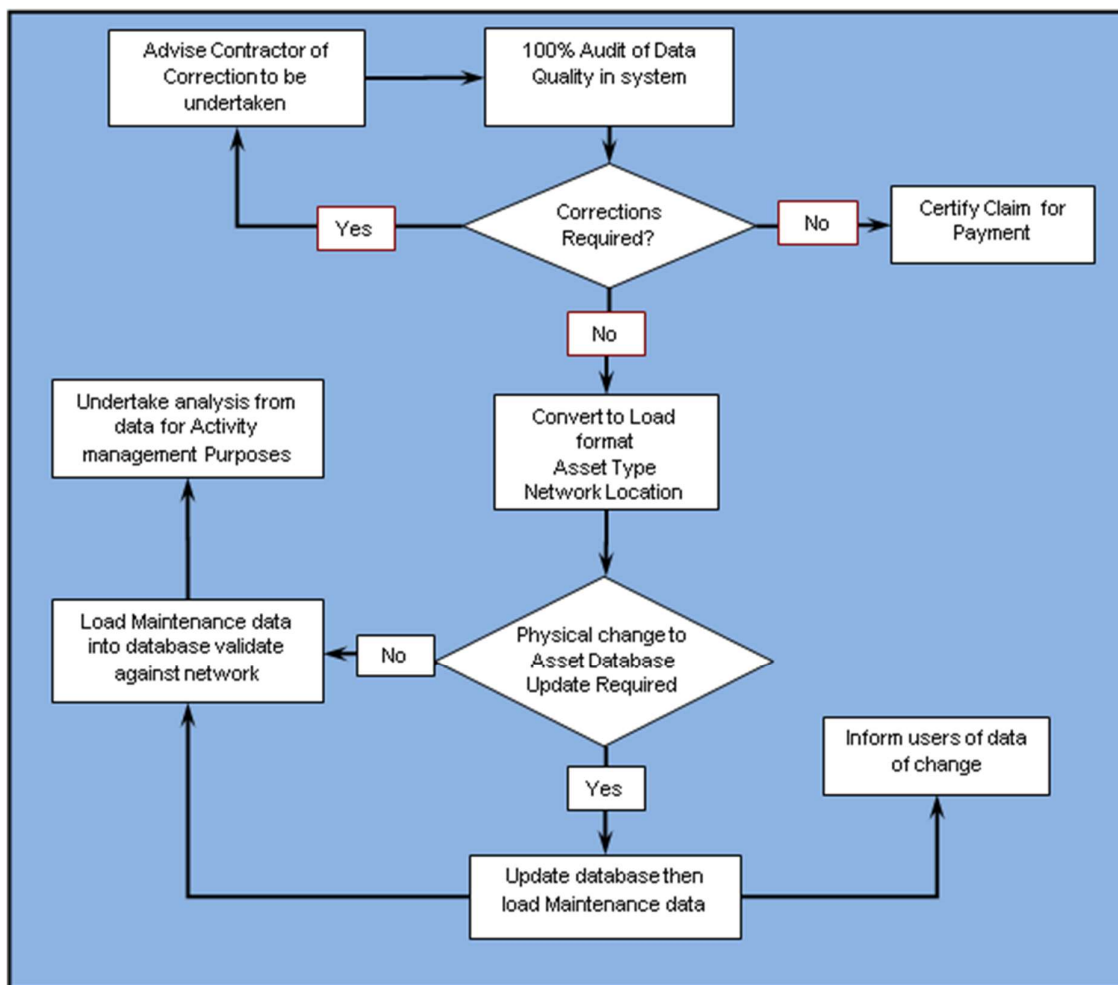 Advise Contractor of
Correction to be
undertaken
100% Audit of Data
Quality in system
Corrections
Required?
Yes
No
Certify Claim for
Payment
No
Convert to Load
format
Asset Type
Network Location
Undertake analysis from
data for Activity
management Purposes
Physical change to
Asset Database
Update Required
No
Load Maintenance data
into database validate
against network
Yes
Inform users of data
of change
Update database then
load Maintenance data